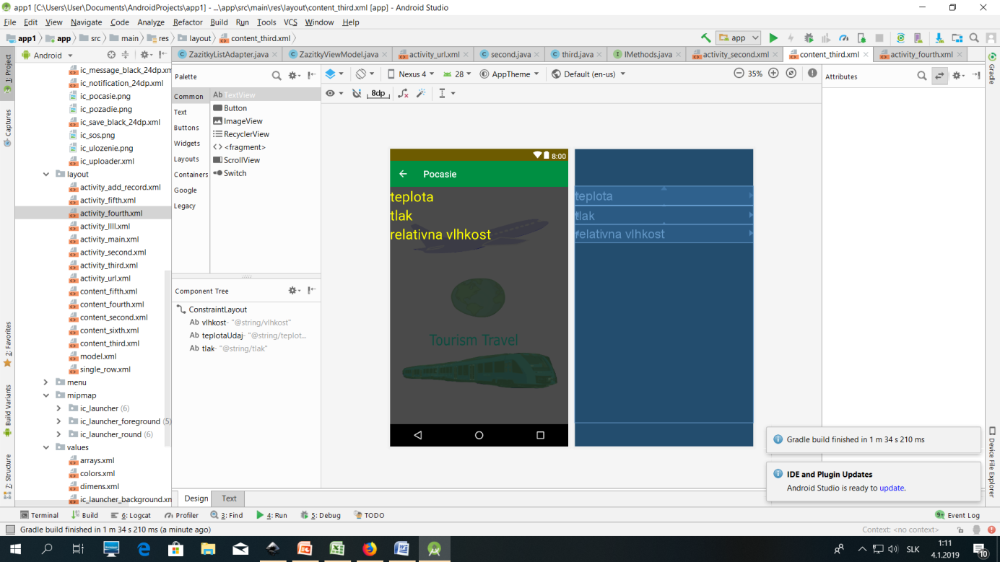 app1 [C:\Users\User\Documents\AndroidProjects\app1] - ...\app\src\main\res\layout\content_third.xml [app] - Android Studio
File Edit View Navigate Code Analyze Refactor Build Run Tools VCS Window Help
app1 app src main res layout content_third.xml app
Android ZazitkyListAdapter.java ZazitkyViewModel.java activity_url.xml second.java third.java IMethods.java activity_second.xml content_third.xml activity_fourth.xml
1: Project
Captures
2: Favorites
Build Variants
7: Structure
ic_message_black_24dp.xm
ic_notification_24dp.xml
ic_pocasie.png
ic_pozadie.png
ic_save_black_24dp.xml
ic_sos.png
ic_ulozenie.png
ic_uploader.xml
layout
activity_add_record.xml
activity_fifth.xml
activity_fourth.xml
activity_llll.xml
activity_main.xml
activity_second.xml
activity_third.xml
activity_url.xml
content_fifth.xml
content_fourth.xml
content_second.xml
content_sixth.xml
content_third.xml
model.xml
single_row.xml
menu
mipmap
ic_launcher (6)
ic_launcher_foreground (5)
ic_launcher_round (6)
values
arrays.xml
colors.xml
dimens.xml
ic_launcher_background.xm
Palette
Common
Text
Buttons
Widgets
Layouts
Containers
Google
Legacy
Ab TextView
Button
ImageView
RecyclerView
<fragment>
ScrollView
Switch
Component Tree
ConstraintLayout
Ab vlhkost- "@string/vlhkost"
Ab teplotaUdaj- "@string/teplot...
Ab tlak- "@string/tlak"
Nexus 4 28 AppTheme Default (en-us) 35%
8dp
8:00
Pocasie
teplota
tlak
relativna vlhkost
Tourism Travel
teplota
tlak
relativna vlhkost
Attributes
Gradle
Device File Explorer
Gradle build finished in 1 m 34 s 210 ms
IDE and Plugin Updates
Android Studio is ready to update.
Design Text
Terminal Build 6: Logcat Profiler 3: Find 4: Run 5: Debug TODO 9+ Event Log
Gradle build finished in 1 m 34 s 210 ms (a minute ago) Context: <no context>
SLK
1:11
4.1.2019
10